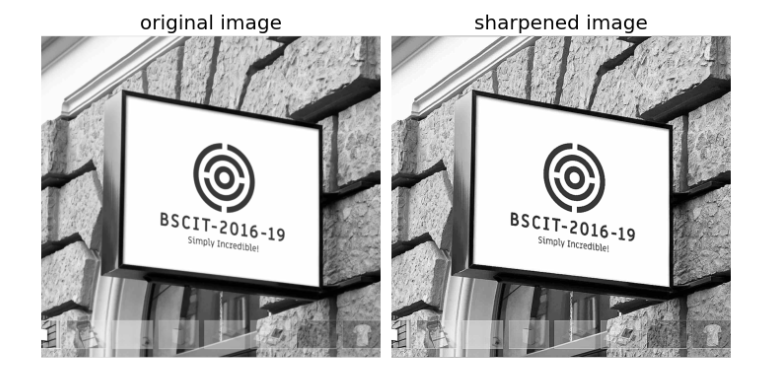 original image
sharpened image
BSCIT-2016-19
Simply Incredible!
BSCIT-2016-19
Simply Incredible!